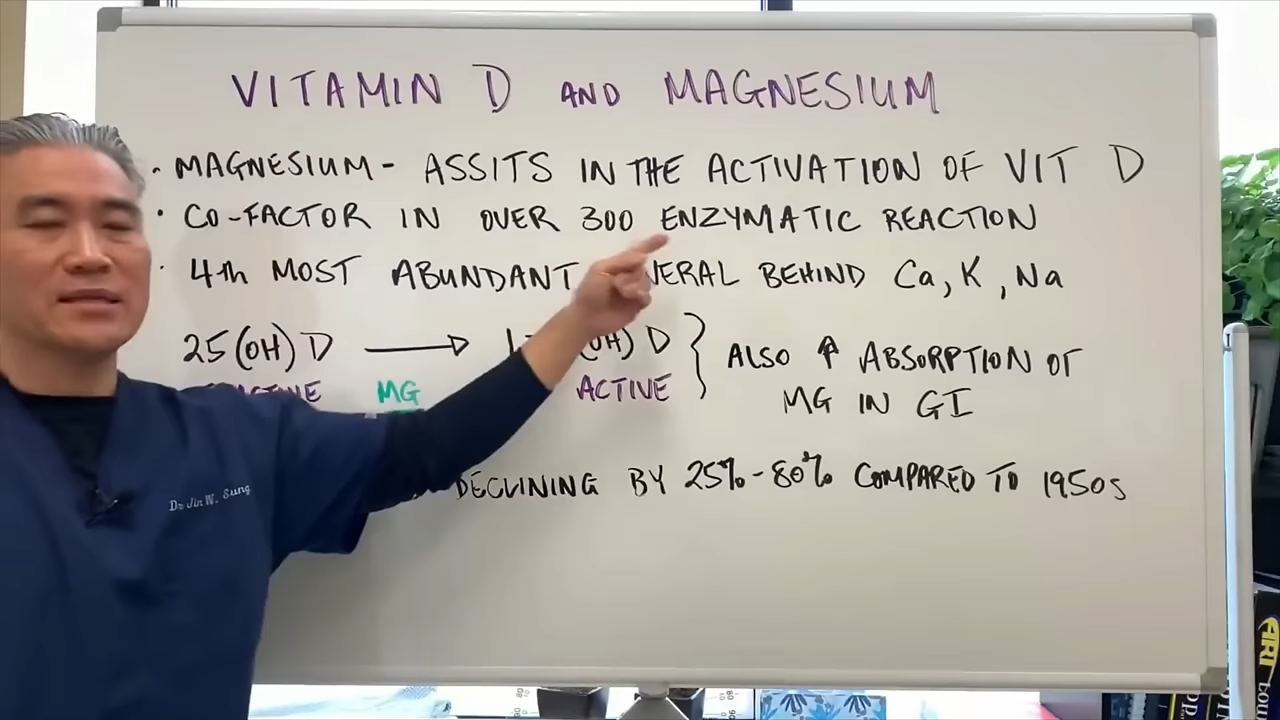 VITAMIN D AND MAGNESIUM
• MAGNESIUM - ASSITS IN THE ACTIVATION OF VIT D
• CO-FACTOR IN OVER 300 ENZYMATIC REACTION
• 4th MOST ABUNDANT BEHIND Ca, K, Na
25(OH) D → (OH) D } ALSO ↑ ABSORPTION OF
MG ACTIVE MG IN GI
DECLINING BY 25%-80% COMPARED TO 1950s
Dr. Jin W. Sung
ARI